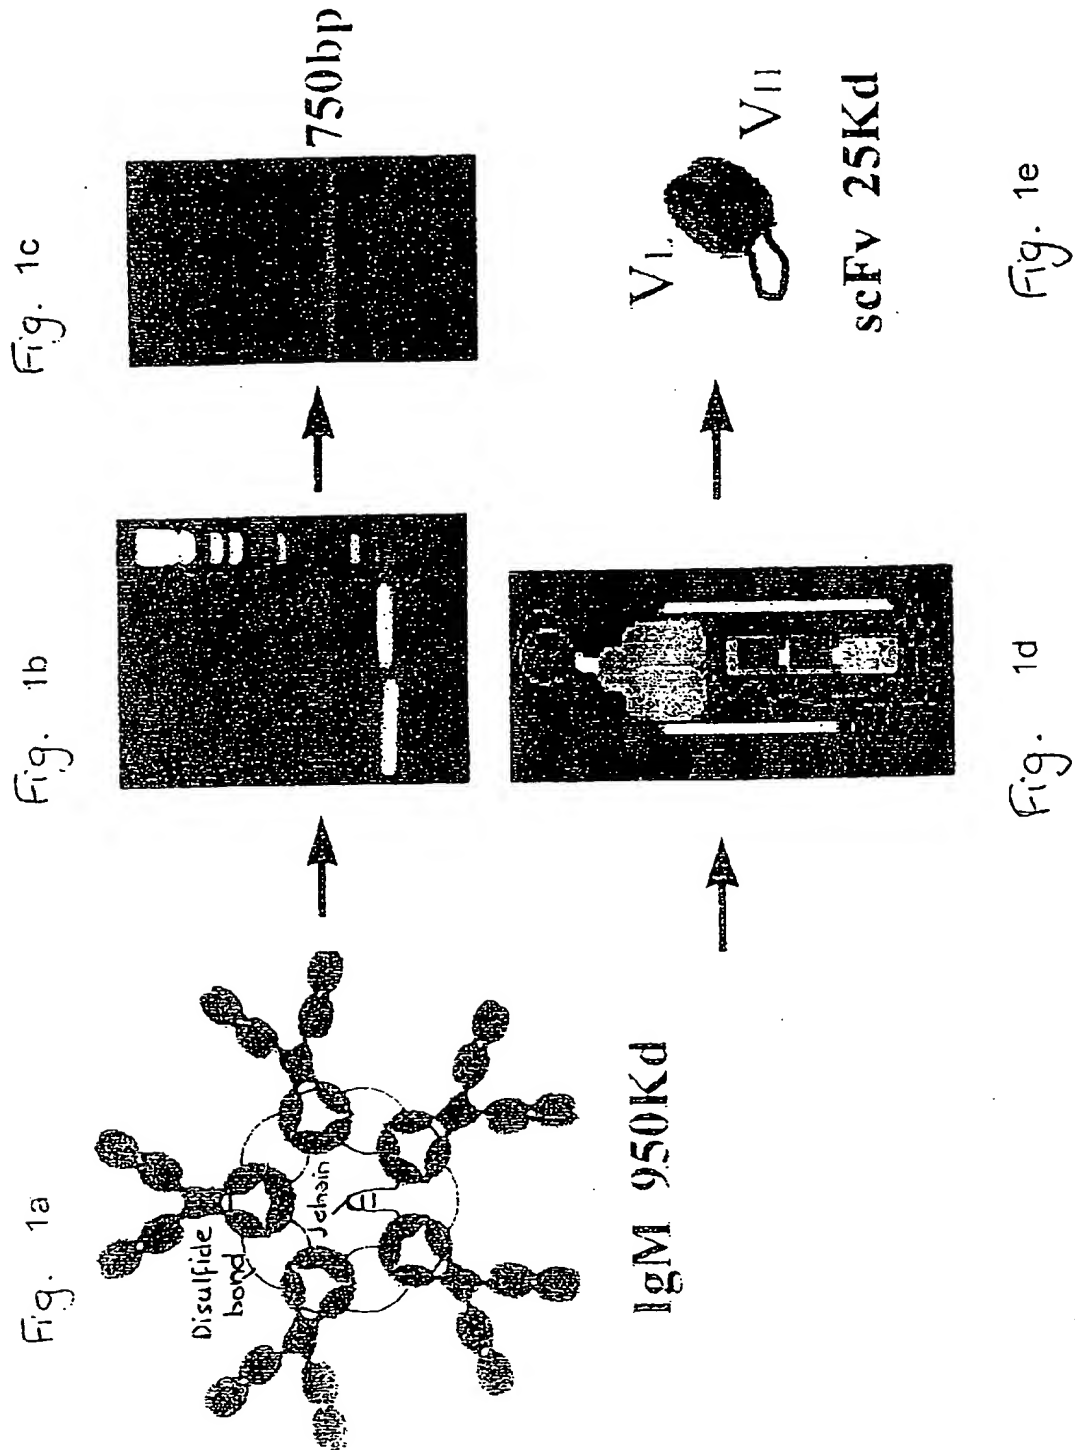 Fig. 1a
Disulfide
bond
Jchain
IgM 950Kd
Fig. 1b
Fig. 1c
750bp
Fig. 1d
VL
VH
scFv 25Kd
Fig. 1e